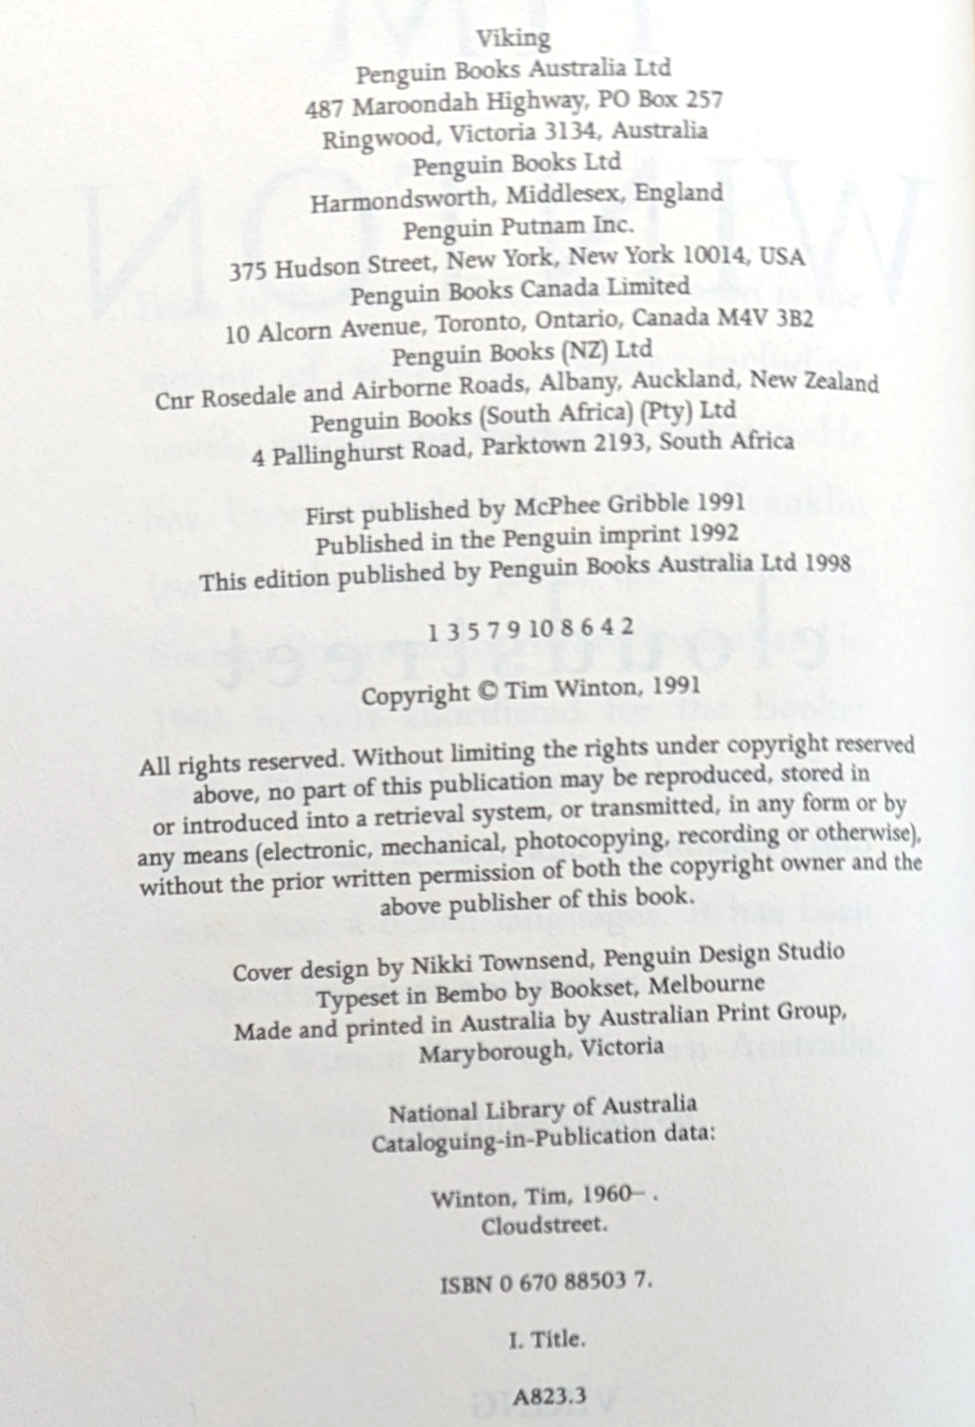 Viking
Penguin Books Australia Ltd
487 Maroondah Highway, PO Box 257
Ringwood, Victoria 3134, Australia
Penguin Books Ltd
Harmondsworth, Middlesex, England
Penguin Putnam Inc.
375 Hudson Street, New York, New York 10014, USA
Penguin Books Canada Limited
10 Alcorn Avenue, Toronto, Ontario, Canada M4V 3B2
Penguin Books (NZ) Ltd
Cnr Rosedale and Airborne Roads, Albany, Auckland, New Zealand
Penguin Books (South Africa) (Pty) Ltd
4 Pallinghurst Road, Parktown 2193, South Africa
First published by McPhee Gribble 1991
Published in the Penguin imprint 1992
This edition published by Penguin Books Australia Ltd 1998
1 3 5 7 9 10 8 6 4 2
Copyright © Tim Winton, 1991
All rights reserved. Without limiting the rights under copyright reserved
above, no part of this publication may be reproduced, stored in
or introduced into a retrieval system, or transmitted, in any form or by
any means (electronic, mechanical, photocopying, recording or otherwise),
without the prior written permission of both the copyright owner and the
above publisher of this book.
Cover design by Nikki Townsend, Penguin Design Studio
Typeset in Bembo by Bookset, Melbourne
Made and printed in Australia by Australian Print Group,
Maryborough, Victoria
National Library of Australia
Cataloguing-in-Publication data:
Winton, Tim, 1960– .
Cloudstreet.
ISBN 0 670 88503 7.
I. Title.
A823.3